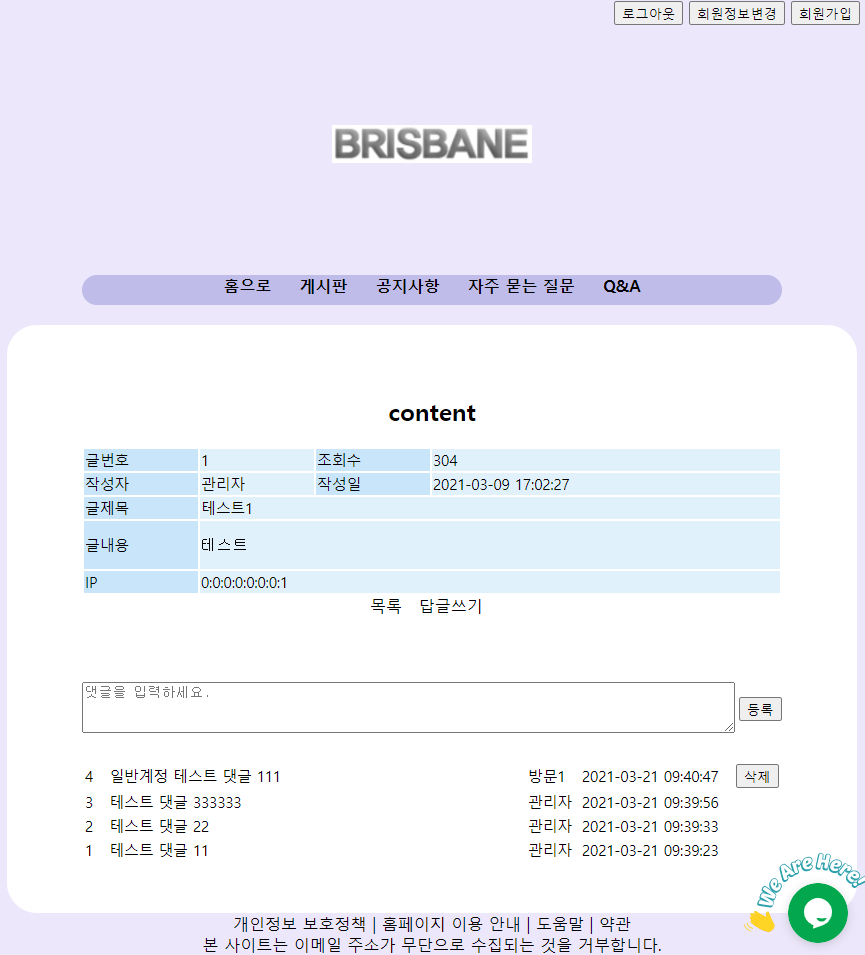 로그아웃 회원정보변경 회원가입
BRISBANE
홈으로 게시판 공지사항 자주 묻는 질문 Q&A
content
글번호 1 조회수 304
작성자 관리자 작성일 2021-03-09 17:02:27
글제목 테스트1
글내용 테스트
IP 0:0:0:0:0:0:0:1
목록 답글쓰기
댓글을 입력하세요. 등록
4 일반계정 테스트 댓글 111 방문1 2021-03-21 09:40:47 삭제
3 테스트 댓글 333333 관리자 2021-03-21 09:39:56
2 테스트 댓글 22 관리자 2021-03-21 09:39:33
1 테스트 댓글 11 관리자 2021-03-21 09:39:23
We Are Here!
개인정보 보호정책 | 홈페이지 이용 안내 | 도움말 | 약관
본 사이트는 이메일 주소가 무단으로 수집되는 것을 거부합니다.